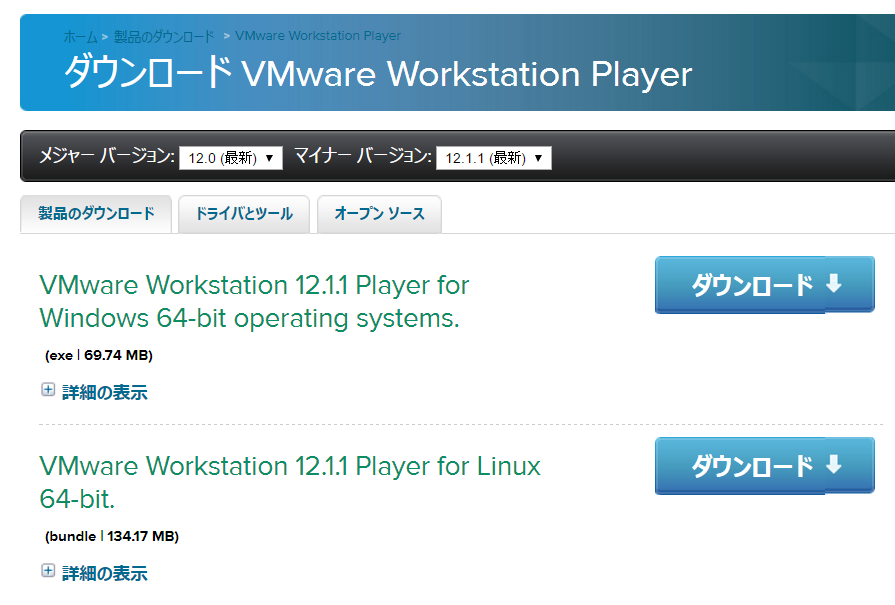 ホーム > 製品のダウンロード > VMware Workstation Player
ダウンロード VMware Workstation Player
メジャー バージョン: 12.0 (最新) ▼ マイナー バージョン: 12.1.1 (最新) ▼
製品のダウンロード ドライバとツール オープン ソース
VMware Workstation 12.1.1 Player for
Windows 64-bit operating systems.
ダウンロード
(exe | 69.74 MB)
詳細の表示
VMware Workstation 12.1.1 Player for Linux
64-bit.
ダウンロード
(bundle | 134.17 MB)
詳細の表示